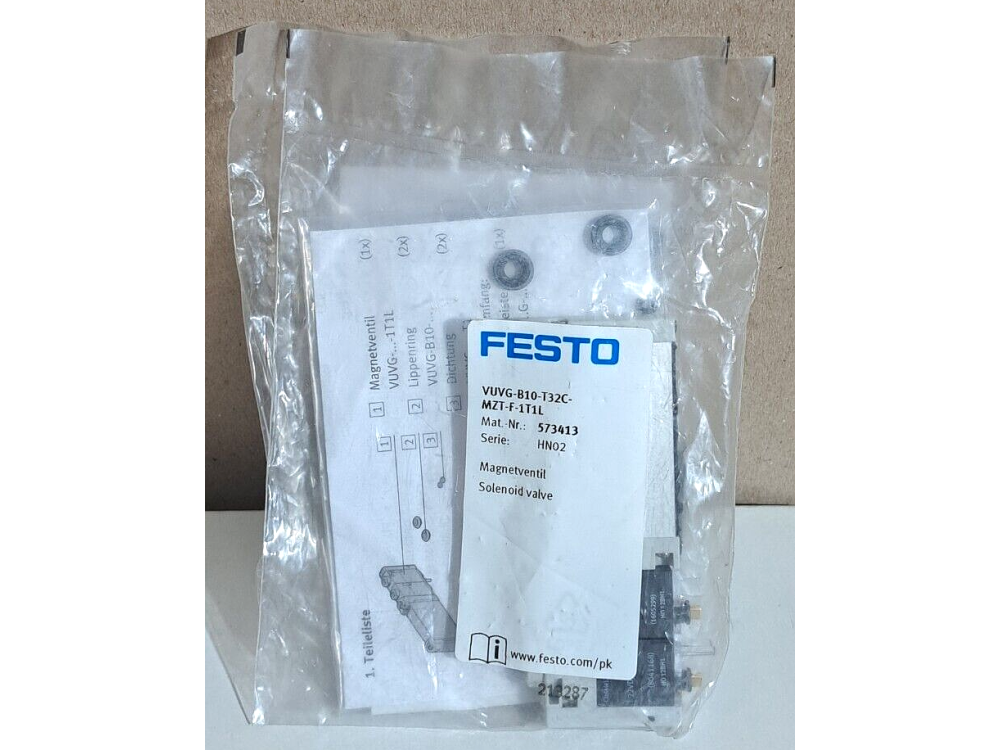 FESTO
VUVG-B10-T32C-
MZT-F-1T1L
Mat.-Nr.: 573413
Serie: HN02
Magnetventil
Solenoid valve
i www.festo.com/pk
213287
1. Teileliste
1 Magnetventil (1x)
VUVG-...-1T1L
2 Lippenring (2x)
VUVG-B10-...
3 Dichtung (2x)
(1x)
1
2
3